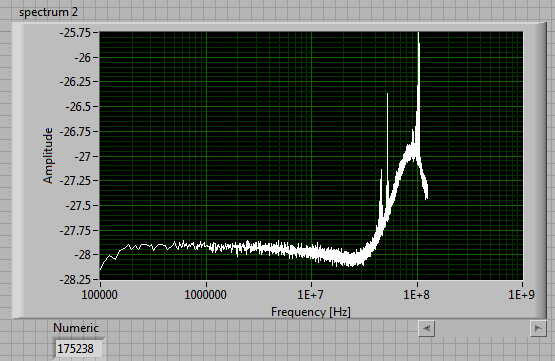 spectrum 2
-25.75
-26
-26.25
-26.5
-26.75
-27
-27.25
-27.5
-27.75
-28
-28.25
Amplitude
100000 1000000 1E+7 1E+8 1E+9
Frequency [Hz]
Numeric
175238